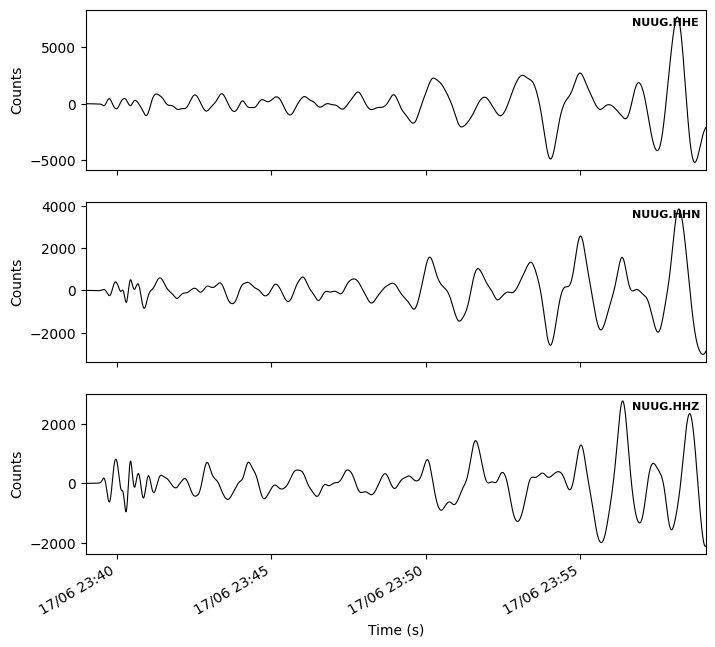 NUUG.HHE
5000
0
−5000
Counts
NUUG.HHN
4000
2000
0
−2000
Counts
NUUG.HHZ
2000
0
−2000
Counts
17/06 23:40
17/06 23:45
17/06 23:50
17/06 23:55
Time (s)